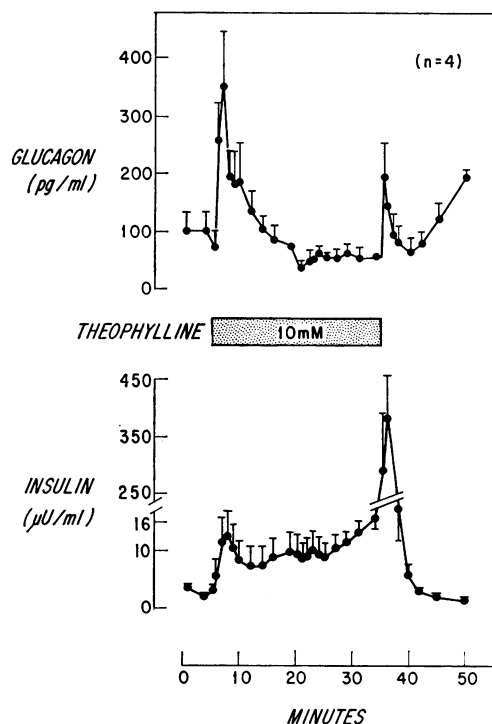 400
(n=4)
300
GLUCAGON
(pg/ml)
200
100
0
THEOPHYLLINE
10mM
450
350
INSULIN
250
(μU/ml)
16
10
0
0 10 20 30 40 50
MINUTES